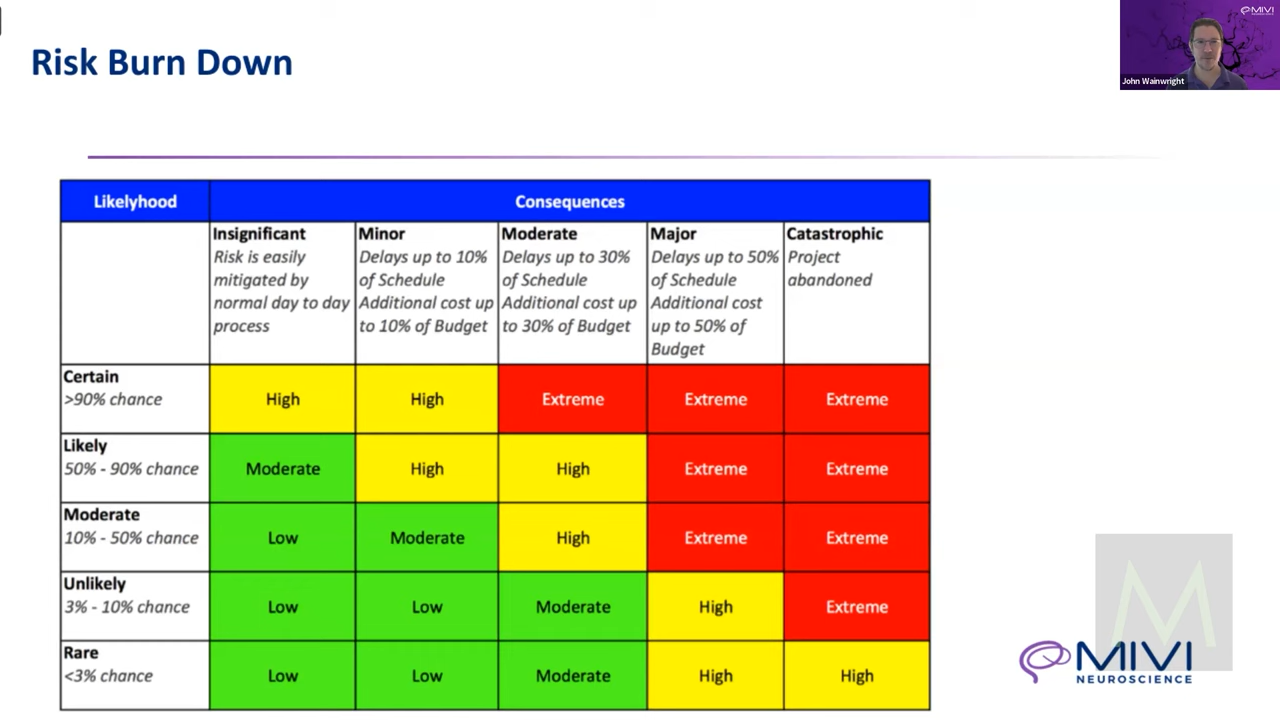 MIVI
John Wainwright
Risk Burn Down
Likelyhood
Consequences
Insignificant
Risk is easily
mitigated by
normal day to day
process
Minor
Delays up to 10%
of Schedule
Additional cost up
to 10% of Budget
Moderate
Delays up to 30%
of Schedule
Additional cost up
to 30% of Budget
Major
Delays up to 50%
of Schedule
Additional cost
up to 50% of
Budget
Catastrophic
Project
abandoned
Certain
>90% chance
High
High
Extreme
Extreme
Extreme
Likely
50% - 90% chance
Moderate
High
High
Extreme
Extreme
Moderate
10% - 50% chance
Low
Moderate
High
Extreme
Extreme
Unlikely
3% - 10% chance
Low
Low
Moderate
High
Extreme
Rare
<3% chance
Low
Low
Moderate
High
High
M
MIVI
NEUROSCIENCE